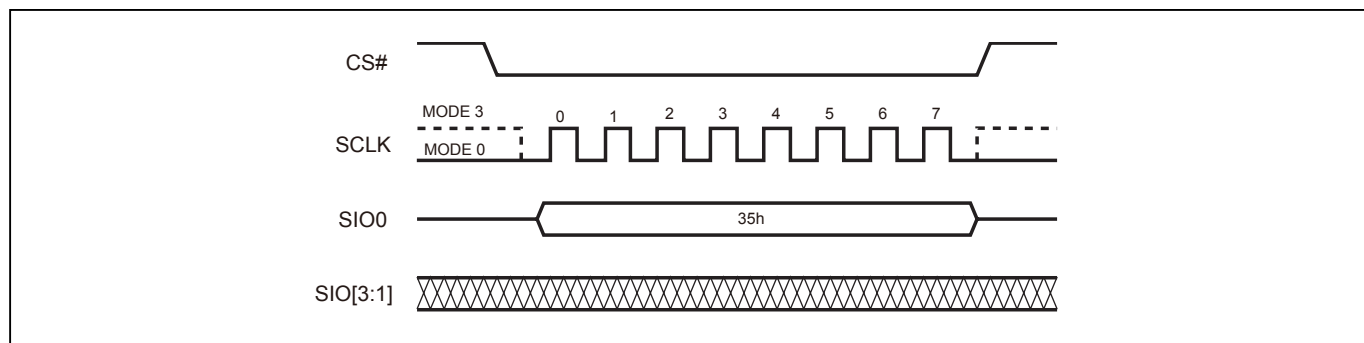 CS#
MODE 3
0 1 2 3 4 5 6 7
SCLK
MODE 0
SIO0
35h
SIO[3:1]